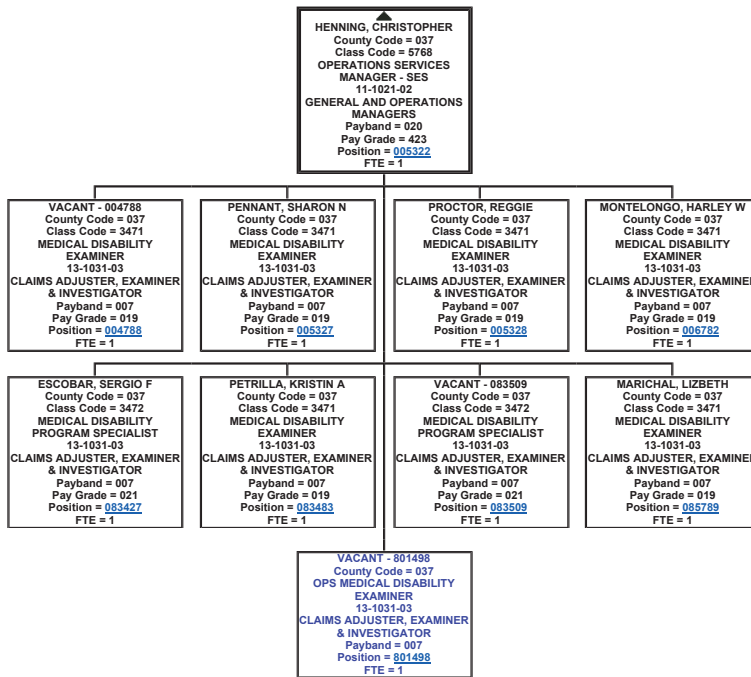 HENNING, CHRISTOPHER
County Code = 037
Class Code = 5768
OPERATIONS SERVICES
MANAGER - SES
11-1021-02
GENERAL AND OPERATIONS
MANAGERS
Payband = 020
Pay Grade = 423
Position = 005322
FTE = 1
VACANT - 004788
County Code = 037
Class Code = 3471
MEDICAL DISABILITY
EXAMINER
13-1031-03
CLAIMS ADJUSTER, EXAMINER
& INVESTIGATOR
Payband = 007
Pay Grade = 019
Position = 004788
FTE = 1
PENNANT, SHARON N
County Code = 037
Class Code = 3471
MEDICAL DISABILITY
EXAMINER
13-1031-03
CLAIMS ADJUSTER, EXAMINER
& INVESTIGATOR
Payband = 007
Pay Grade = 019
Position = 005327
FTE = 1
PROCTOR, REGGIE
County Code = 037
Class Code = 3471
MEDICAL DISABILITY
EXAMINER
13-1031-03
CLAIMS ADJUSTER, EXAMINER
& INVESTIGATOR
Payband = 007
Pay Grade = 019
Position = 005328
FTE = 1
MONTELONGO, HARLEY W
County Code = 037
Class Code = 3471
MEDICAL DISABILITY
EXAMINER
13-1031-03
CLAIMS ADJUSTER, EXAMINER
& INVESTIGATOR
Payband = 007
Pay Grade = 019
Position = 006782
FTE = 1
ESCOBAR, SERGIO F
County Code = 037
Class Code = 3472
MEDICAL DISABILITY
PROGRAM SPECIALIST
13-1031-03
CLAIMS ADJUSTER, EXAMINER
& INVESTIGATOR
Payband = 007
Pay Grade = 021
Position = 083427
FTE = 1
PETRILLA, KRISTIN A
County Code = 037
Class Code = 3471
MEDICAL DISABILITY
EXAMINER
13-1031-03
CLAIMS ADJUSTER, EXAMINER
& INVESTIGATOR
Payband = 007
Pay Grade = 019
Position = 083483
FTE = 1
VACANT - 083509
County Code = 037
Class Code = 3472
MEDICAL DISABILITY
PROGRAM SPECIALIST
13-1031-03
CLAIMS ADJUSTER, EXAMINER
& INVESTIGATOR
Payband = 007
Pay Grade = 021
Position = 083509
FTE = 1
MARICHAL, LIZBETH
County Code = 037
Class Code = 3471
MEDICAL DISABILITY
EXAMINER
13-1031-03
CLAIMS ADJUSTER, EXAMINER
& INVESTIGATOR
Payband = 007
Pay Grade = 019
Position = 085789
FTE = 1
VACANT - 801498
County Code = 037
OPS MEDICAL DISABILITY
EXAMINER
13-1031-03
CLAIMS ADJUSTER, EXAMINER
& INVESTIGATOR
Payband = 007
Position = 801498
FTE = 1